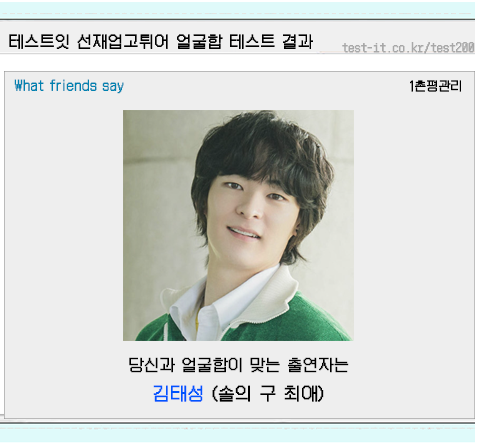 테스트잇 선재업고튀어 얼굴합 테스트 결과
test-it.co.kr/test200
What friends say
1촌평관리
당신과 얼굴합이 맞는 출연자는
김태성 (솔의 구 최애)